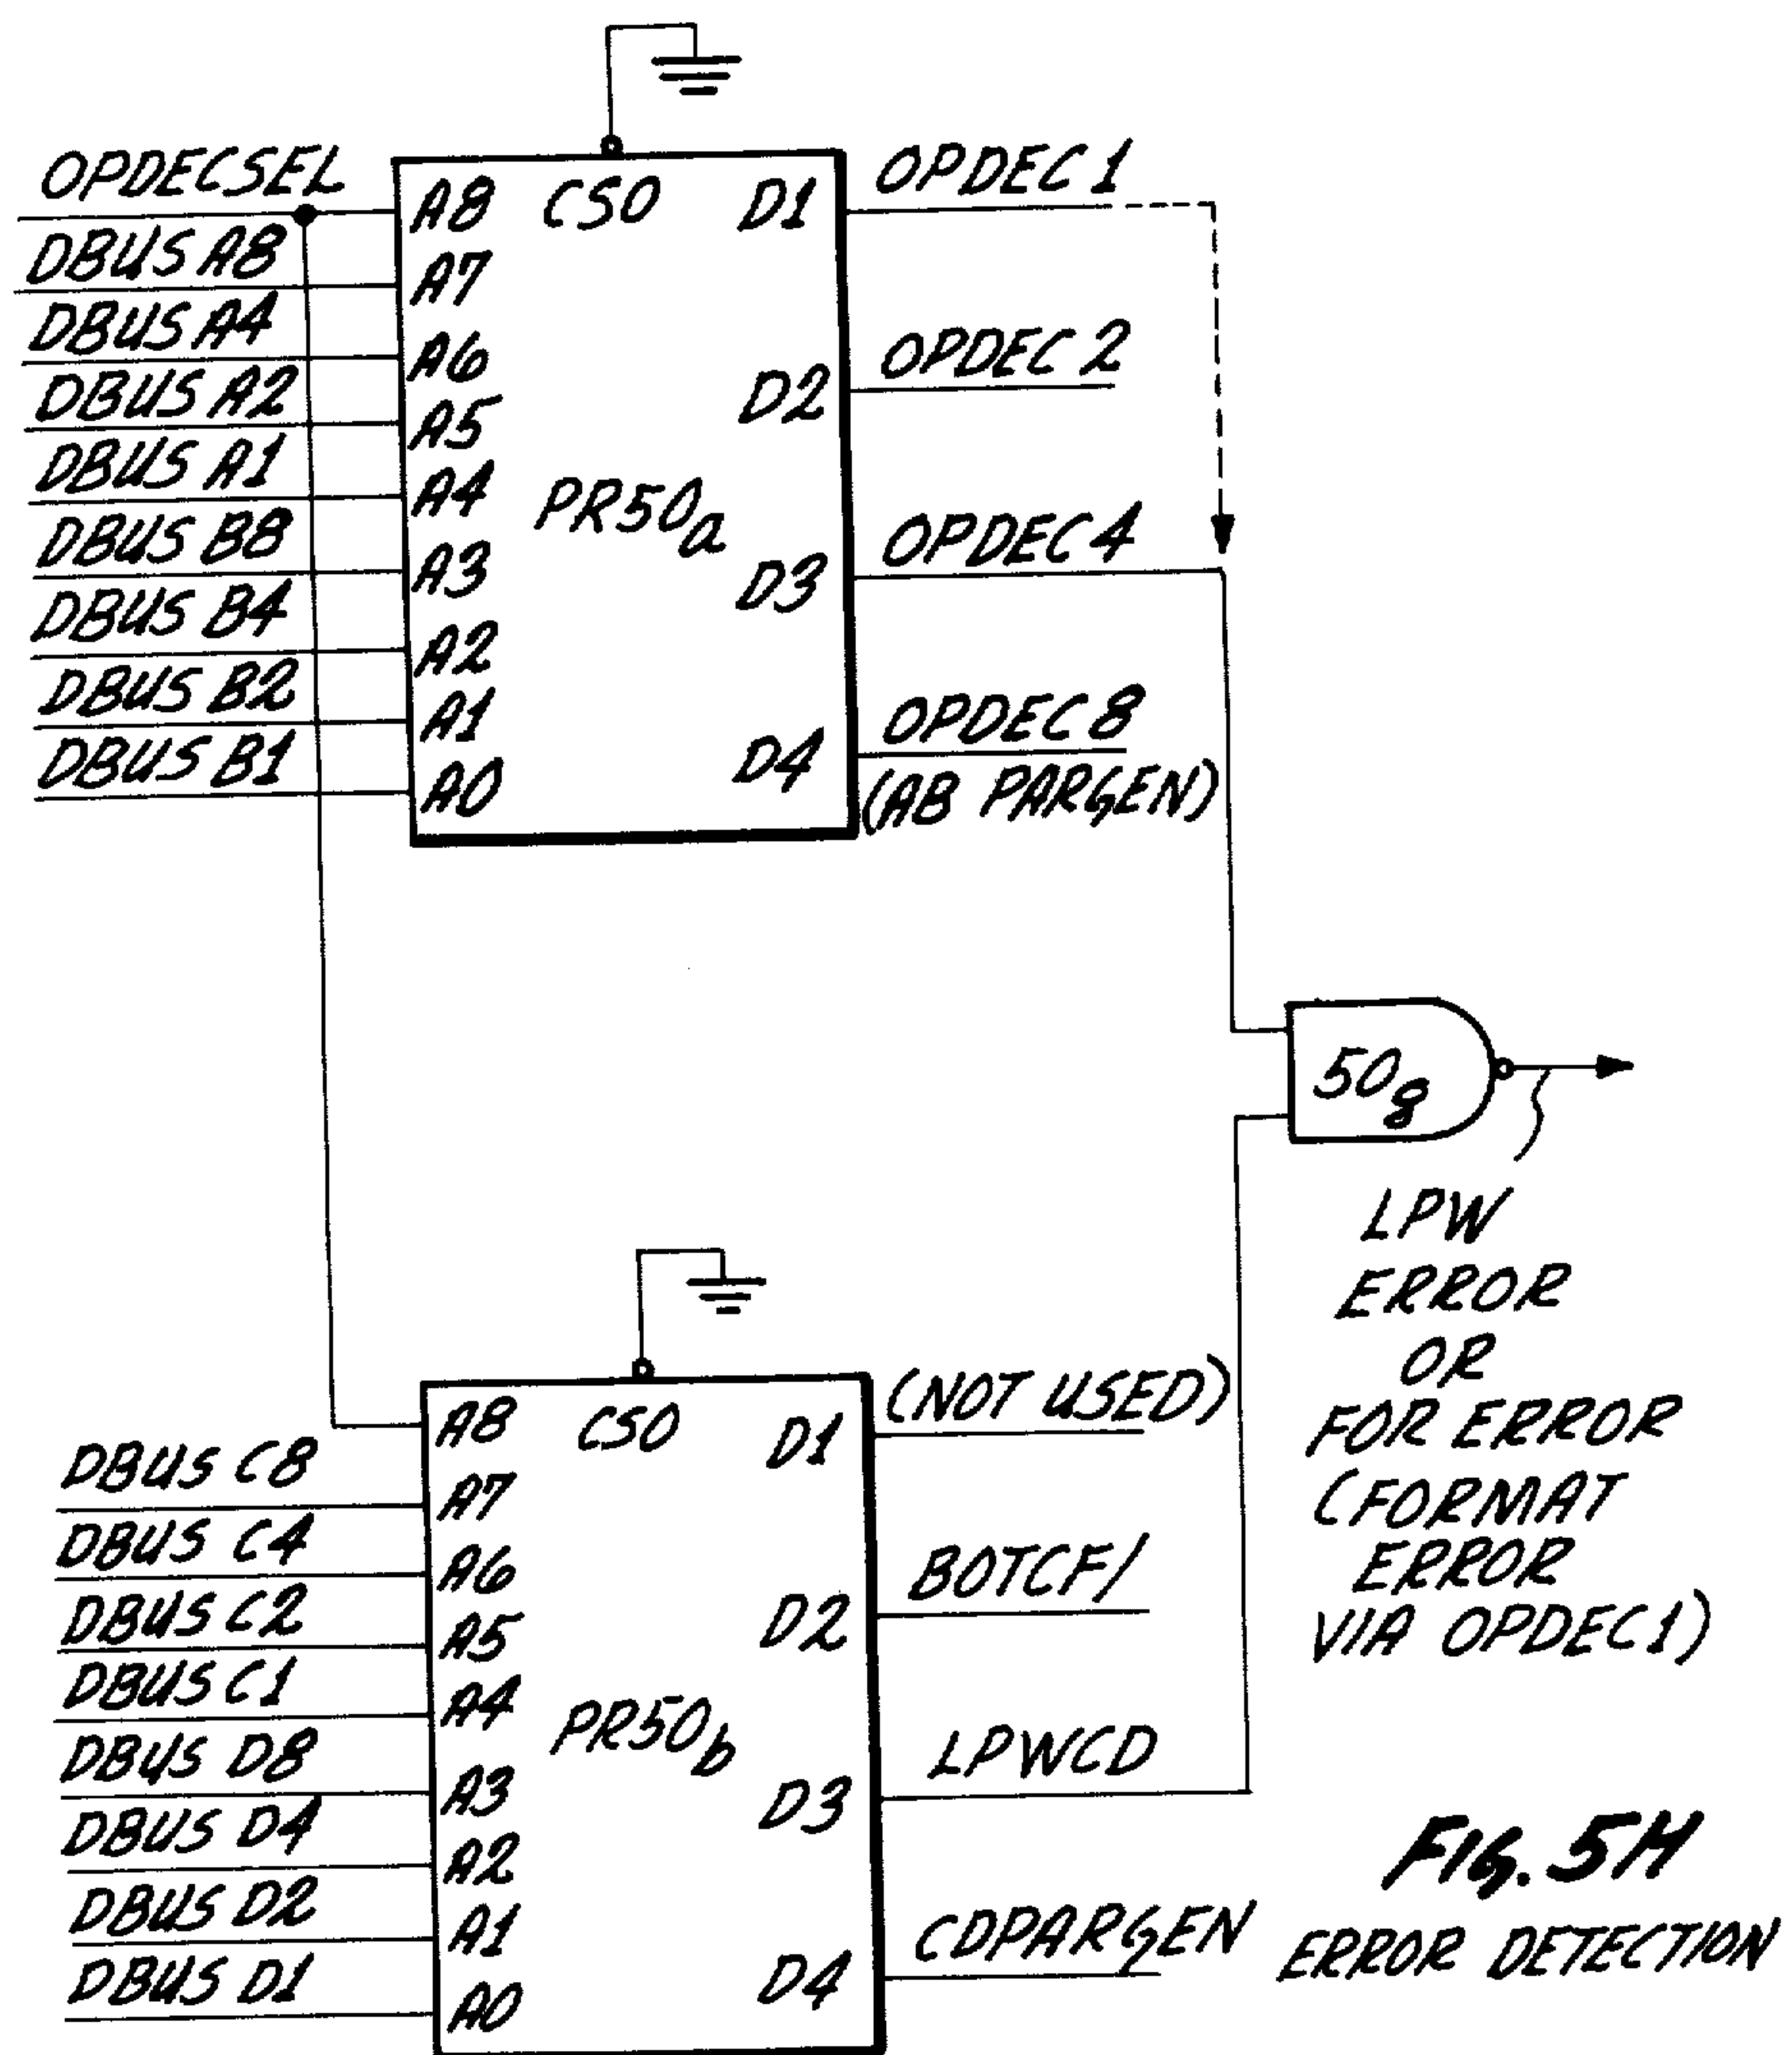 OPDECSEL
DBUS A8
DBUS A4
DBUS A2
DBUS A1
DBUS B8
DBUS B4
DBUS B2
DBUS B1
A8 CS0 D1
A7
A6
A5 D2
A4
PR50a
A3 D3
A2
A1
A0 D4
OPDEC 1
OPDEC 2
OPDEC 4
OPDEC 8
(AB PARGEN)
50g
LPW
ERROR
OR
FOR ERROR
(FORMAT
ERROR
VIA OPDEC1)
DBUS C8
DBUS C4
DBUS C2
DBUS C1
DBUS D8
DBUS D4
DBUS D2
DBUS D1
A8 CS0 D1
A7
A6
A5 D2
A4
PR50b
A3 D3
A2
A1
A0 D4
(NOT USED)
BOTCF/
LPWCD
CDPARGEN
FIG. 5H
ERROR DETECTION